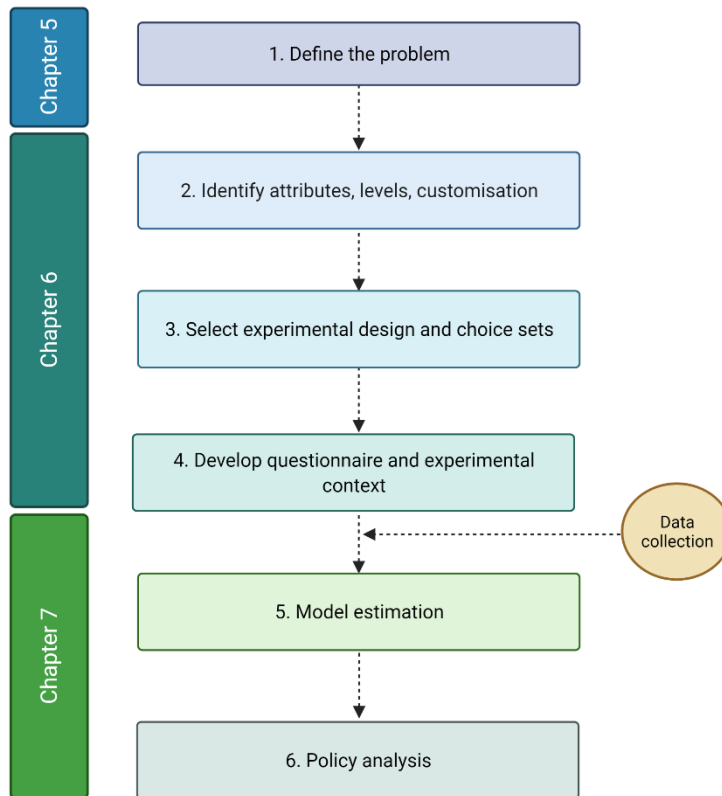 Chapter 5
1. Define the problem
Chapter 6
2. Identify attributes, levels, customisation
3. Select experimental design and choice sets
4. Develop questionnaire and experimental
context
Data
collection
Chapter 7
5. Model estimation
6. Policy analysis